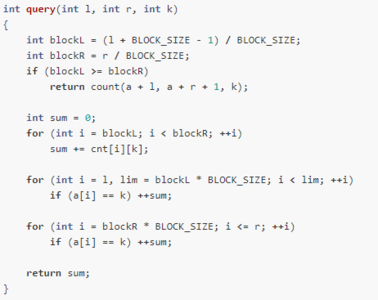 int query(int l, int r, int k)
{
    int blockL = (l + BLOCK_SIZE - 1) / BLOCK_SIZE;
    int blockR = r / BLOCK_SIZE;
    if (blockL >= blockR)
        return count(a + l, a + r + 1, k);

    int sum = 0;
    for (int i = blockL; i < blockR; ++i)
        sum += cnt[i][k];

    for (int i = l, lim = blockL * BLOCK_SIZE; i < lim; ++i)
        if (a[i] == k) ++sum;

    for (int i = blockR * BLOCK_SIZE; i <= r; ++i)
        if (a[i] == k) ++sum;

    return sum;
}